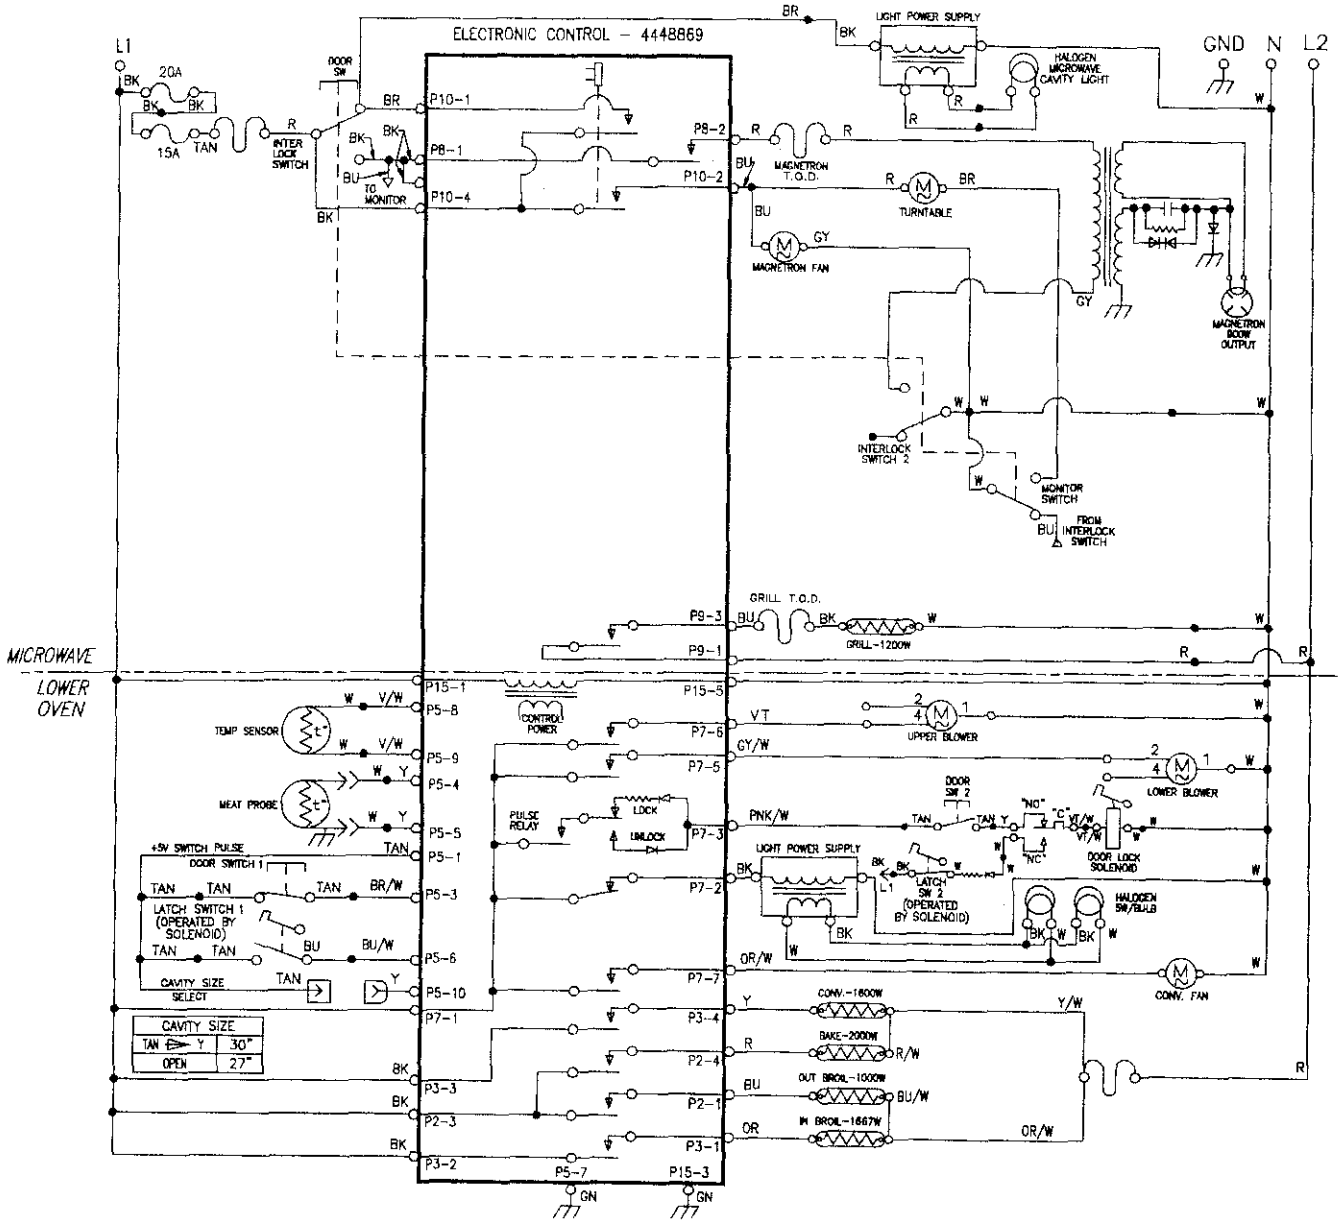 ELECTRONIC CONTROL - 4448869
L1
20A
BK
BK
BK
15A
TAN
R
INTER
LOCK
SWITCH
DOOR
SW
BR
BR
BK
LIGHT POWER SUPPLY
R
R
HALOGEN
MICROWAVE
CAVITY LIGHT
GND
N
L2
W
P10-1
BK
BK
P8-1
BU
TO
MONITOR
P10-4
BK
P8-2
R
R
MAGNETRON
T.O.D.
P10-2
BU
R
BR
TURNTABLE
BU
GY
MAGNETRON FAN
GY
MAGNETRON
800W
OUTPUT
W
W
W
INTERLOCK
SWITCH 2
W
MONITOR
SWITCH
BU
FROM
INTERLOCK
SWITCH
GRILL T.O.D.
P9-3
BU
BK
GRILL-1200W
W
W
P9-1
R
R
MICROWAVE
LOWER
OVEN
P15-1
CONTROL
POWER
P15-5
W
TEMP SENSOR
W
V/W
P5-8
W
V/W
P5-9
P7-6
VT
2
4
1
UPPER BLOWER
W
P7-5
GY/W
2
4
1
LOWER BLOWER
W
MEAT PROBE
W
Y
P5-4
W
Y
P5-5
PULSE
RELAY
LOCK
UNLOCK
P7-3
PNK/W
TAN
DOOR
SW 2
TAN
Y
"NO"
"C"
VT/W
VT/W
"NC"
W
W
W
DOOR LOCK
SOLENOID
+5V SWITCH PULSE
TAN
P5-1
DOOR SWITCH 1
TAN
TAN
TAN
BR/W
P5-3
LATCH SWITCH 1
(OPERATED BY
SOLENOID)
TAN
TAN
BU
BU/W
P5-6
P7-2
BK
LIGHT POWER SUPPLY
BK
L1
BK
W
W
LATCH
SW 2
(OPERATED
BY SOLENOID)
W
BK
BK
W
BK
W
HALOGEN
5W/BULB
W
CAVITY SIZE
SELECT
TAN
Y
P5-10
P7-1
P7-7
OR/W
CONV. FAN
W
CAVITY SIZE
TAN Y 30"
OPEN 27"
P3-4
Y
CONV.-1600W
Y/W
P2-4
R
BAKE-2000W
R/W
BK
P3-3
BK
P2-3
P2-1
BU
OUT BROIL-1000W
BU/W
R
P3-1
OR
IN BROIL-1667W
OR/W
BK
P3-2
P5-7
GN
P15-3
GN